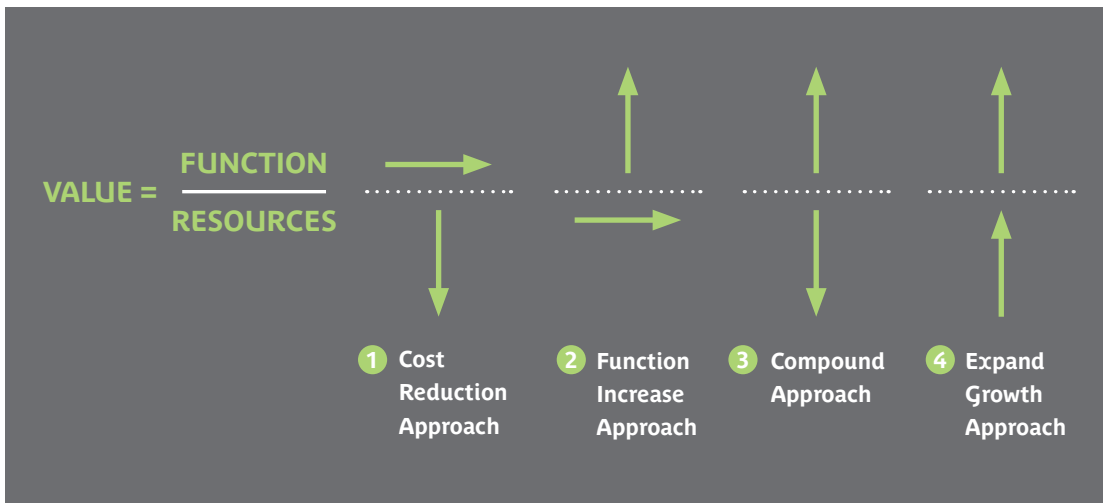 VALUE =
FUNCTION
RESOURCES
1 Cost
Reduction
Approach
2 Function
Increase
Approach
3 Compound
Approach
4 Expand
Growth
Approach